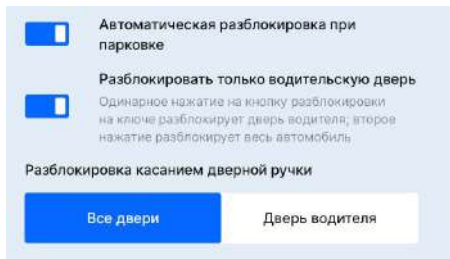 Автоматическая разблокировка при
парковке
Разблокировать только водительскую дверь
Одинарное нажатие на кнопку разблокировки
на ключе разблокирует дверь водителя; второе
нажатие разблокирует весь автомобиль
Разблокировка касанием дверной ручки
Все двери
Дверь водителя